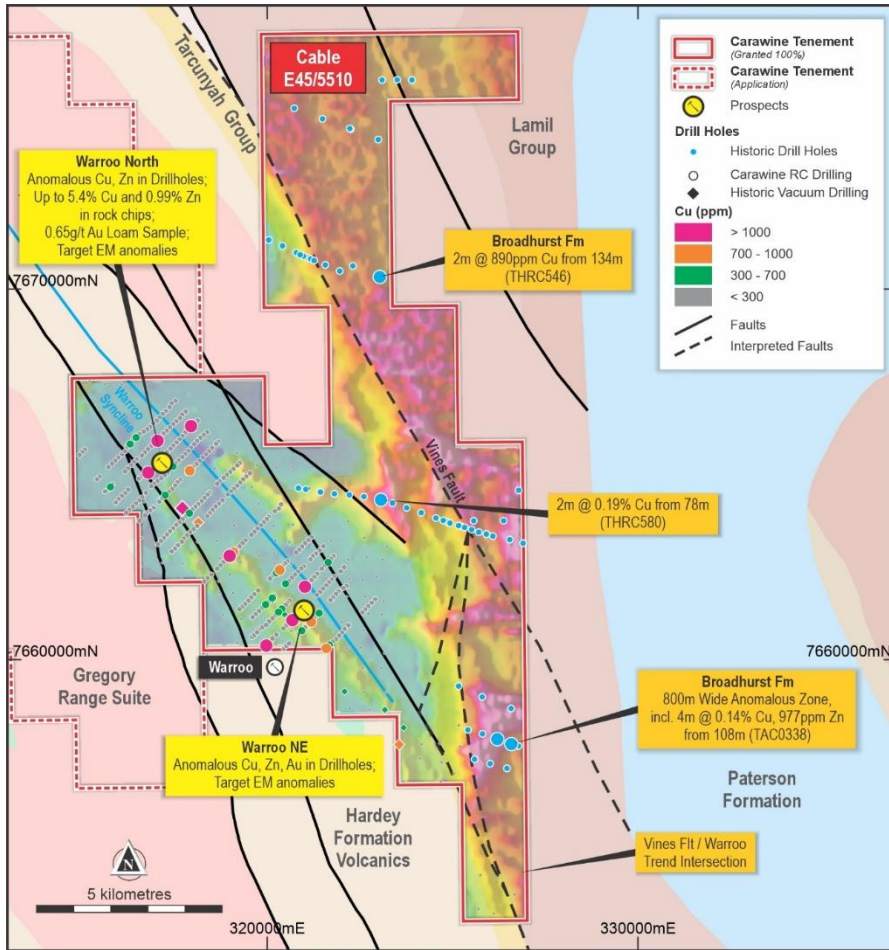 Cable
E45/5510
Tarcunyah Group
Lamil
Group
Warroo North
Anomalous Cu, Zn in Drillholes;
Up to 5.4% Cu and 0.99% Zn
in rock chips;
0.65g/t Au Loam Sample;
Target EM anomalies
Broadhurst Fm
2m @ 890ppm Cu from 134m
(THRC546)
7670000mN
Warroo
Syncline
Vines Fault
2m @ 0.19% Cu from 78m
(THRC580)
7660000mN
7660000mN
Gregory
Range Suite
Warroo
Broadhurst Fm
800m Wide Anomalous Zone,
incl. 4m @ 0.14% Cu, 977ppm Zn
from 108m (TAC0338)
Warroo NE
Anomalous Cu, Zn, Au in Drillholes;
Target EM anomalies
Paterson
Formation
Hardey
Formation
Volcanics
Vines Flt / Warroo
Trend Intersection
N
5 kilometres
320000mE
330000mE
Carawine Tenement
(Granted 100%)
Carawine Tenement
(Application)
Prospects
Drill Holes
Historic Drill Holes
Carawine RC Drilling
Historic Vacuum Drilling
Cu (ppm)
> 1000
700 - 1000
300 - 700
< 300
Faults
Interpreted Faults